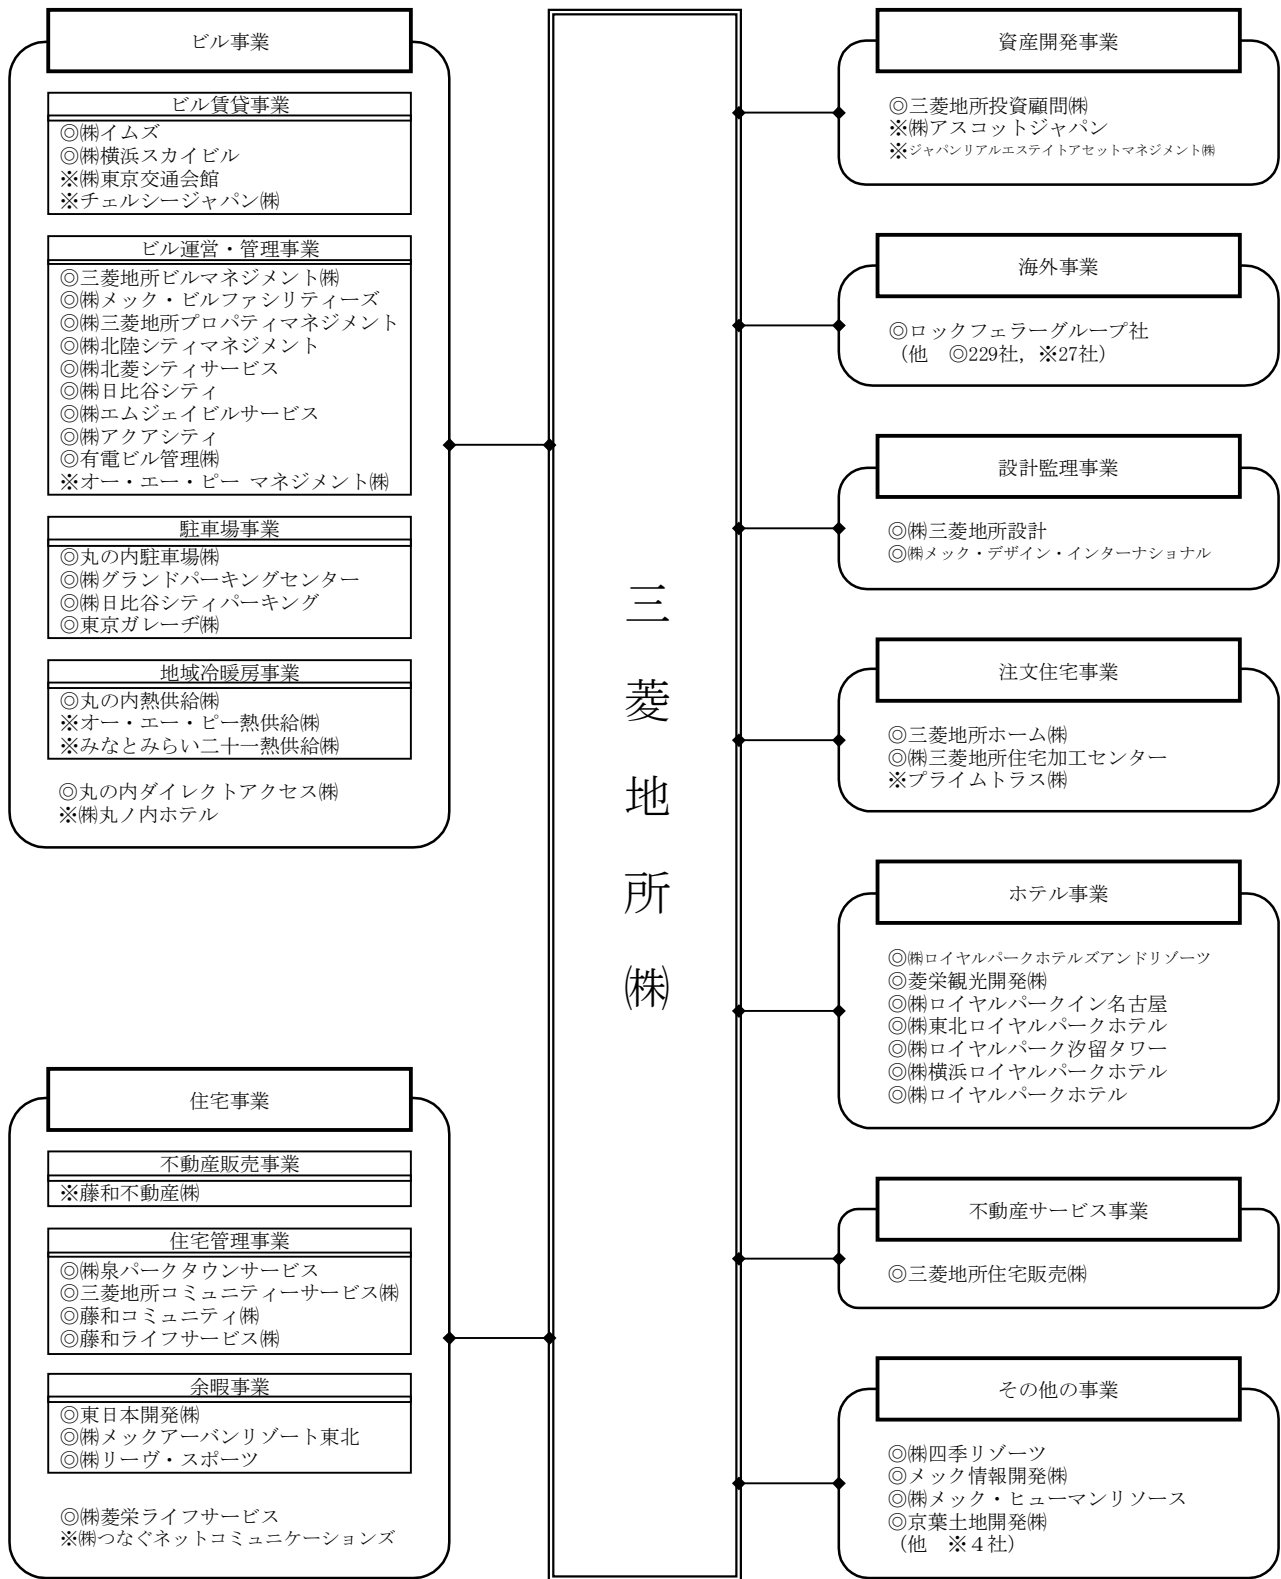 ビル事業
ビル賃貸事業
◎㈱イムズ
◎㈱横浜スカイビル
※㈱東京交通会館
※チェルシージャパン㈱
ビル運営・管理事業
◎三菱地所ビルマネジメント㈱
◎㈱メック・ビルファシリティーズ
◎㈱三菱地所プロパティマネジメント
◎㈱北陸シティマネジメント
◎㈱北菱シティサービス
◎㈱日比谷シティ
◎㈱エムジェイビルサービス
◎㈱アクアシティ
◎有電ビル管理㈱
※オー・エー・ピー マネジメント㈱
駐車場事業
◎丸の内駐車場㈱
◎㈱グランドパーキングセンター
◎㈱日比谷シティパーキング
◎東京ガレーヂ㈱
地域冷暖房事業
◎丸の内熱供給㈱
※オー・エー・ピー熱供給㈱
※みなとみらい二十一熱供給㈱
◎丸の内ダイレクトアクセス㈱
※㈱丸ノ内ホテル
住宅事業
不動産販売事業
※藤和不動産㈱
住宅管理事業
◎㈱泉パークタウンサービス
◎三菱地所コミュニティーサービス㈱
◎藤和コミュニティ㈱
◎藤和ライフサービス㈱
余暇事業
◎東日本開発㈱
◎㈱メックアーバンリゾート東北
◎㈱リーヴ・スポーツ
◎㈱菱栄ライフサービス
※㈱つなぐネットコミュニケーションズ
三菱地所㈱
資産開発事業
◎三菱地所投資顧問㈱
※㈱アスコットジャパン
※ジャパンリアルエステイトアセットマネジメント㈱
海外事業
◎ロックフェラーグループ社
（他　◎229社，※27社）
設計監理事業
◎㈱三菱地所設計
◎㈱メック・デザイン・インターナショナル
注文住宅事業
◎三菱地所ホーム㈱
◎㈱三菱地所住宅加工センター
※プライムトラス㈱
ホテル事業
◎㈱ロイヤルパークホテルズアンドリゾーツ
◎菱栄観光開発㈱
◎㈱ロイヤルパークイン名古屋
◎㈱東北ロイヤルパークホテル
◎㈱ロイヤルパーク汐留タワー
◎㈱横浜ロイヤルパークホテル
◎㈱ロイヤルパークホテル
不動産サービス事業
◎三菱地所住宅販売㈱
その他の事業
◎㈱四季リゾーツ
◎メック情報開発㈱
◎㈱メック・ヒューマンリソース
◎京葉土地開発㈱
（他　※４社）